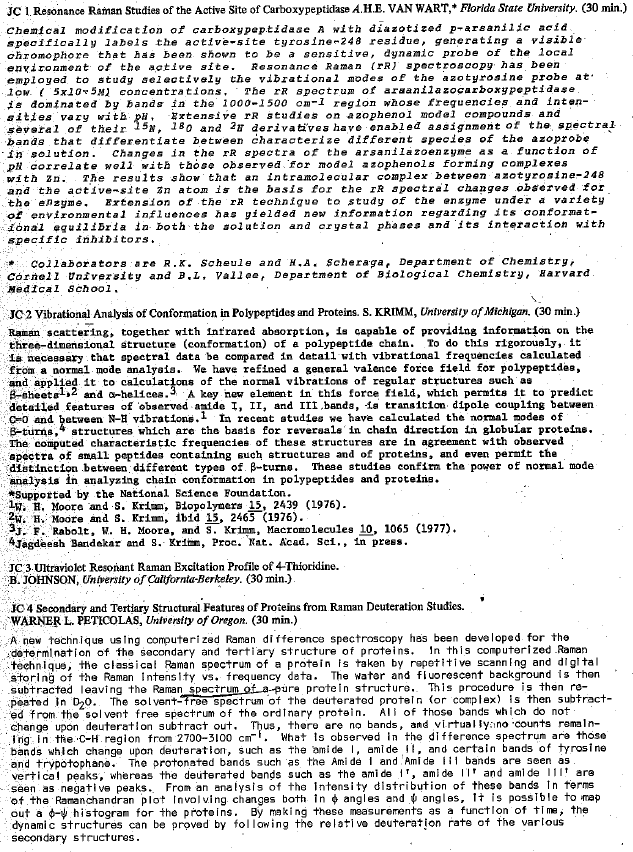 JC 1 Resonance Raman Studies of the Active Site of Carboxypeptidase A. H.E. VAN WART,* Florida State University. (30 min.)
Chemical modification of carboxypeptidase A with diazotized p-arsanilic acid
specifically labels the active-site tyrosine-248 residue, generating a visible
chromophore that has been shown to be a sensitive, dynamic probe of the local
environment of the active site. Resonance Raman (rR) spectroscopy has been
employed to study selectively the vibrational modes of the azotyrosine probe at
low ( 5x10⁻⁵M) concentrations. The rR spectrum of arsanilazocarboxypeptidase
is dominated by bands in the 1000-1500 cm⁻¹ region whose frequencies and inten-
sities vary with pH. Extensive rR studies on azophenol model compounds and
several of their ¹⁵N, ¹⁸O and ²H derivatives have enabled assignment of the spectral
bands that differentiate between characterize different species of the azoprobe
in solution. Changes in the rR spectra of the arsanilazoenzyme as a function of
pH correlate well with those observed for model azophenols forming complexes
with Zn. The results show that an intramolecular complex between azotyrosine-248
and the active-site Zn atom is the basis for the rR spectral changes observed for
the enzyme. Extension of the rR technique to study of the enzyme under a variety
of environmental influences has yielded new information regarding its conformat-
ional equilibria in both the solution and crystal phases and its interaction with
specific inhibitors.
* Collaborators are R.K. Scheule and H.A. Scheraga, Department of Chemistry,
Cornell University and B.L. Vallee, Department of Biological Chemistry, Harvard
Medical School.
JC 2 Vibrational Analysis of Conformation in Polypeptides and Proteins. S. KRIMM, University of Michigan. (30 min.)
Raman scattering, together with infrared absorption, is capable of providing information on the
three-dimensional structure (conformation) of a polypeptide chain. To do this rigorously, it
is necessary that spectral data be compared in detail with vibrational frequencies calculated
from a normal mode analysis. We have refined a general valence force field for polypeptides,
and applied it to calculations of the normal vibrations of regular structures such as
β-sheets¹,² and α-helices.³ A key new element in this force field, which permits it to predict
detailed features of observed amide I, II, and III bands, is transition dipole coupling between
C=O and between N-H vibrations.¹ In recent studies we have calculated the normal modes of
β-turns,⁴ structures which are the basis for reversals in chain direction in globular proteins.
The computed characteristic frequencies of these structures are in agreement with observed
spectra of small peptides containing such structures and of proteins, and even permit the
distinction between different types of β-turns. These studies confirm the power of normal mode
analysis in analyzing chain conformation in polypeptides and proteins.
*Supported by the National Science Foundation.
¹W. H. Moore and S. Krimm, Biopolymers 15, 2439 (1976).
²W. H. Moore and S. Krimm, ibid 15, 2465 (1976).
³J. F. Rabolt, W. H. Moore, and S. Krimm, Macromolecules 10, 1065 (1977).
⁴Jagdeesh Bandekar and S. Krimm, Proc. Nat. Acad. Sci., in press.
JC 3 Ultraviolet Resonant Raman Excitation Profile of 4-Thioridine.
B. JOHNSON, University of California-Berkeley. (30 min.)
JC 4 Secondary and Tertiary Structural Features of Proteins from Raman Deuteration Studies.
WARNER L. PETICOLAS, University of Oregon. (30 min.)
A new technique using computerized Raman difference spectroscopy has been developed for the
determination of the secondary and tertiary structure of proteins. In this computerized Raman
technique, the classical Raman spectrum of a protein is taken by repetitive scanning and digital
storing of the Raman intensity vs. frequency data. The water and fluorescent background is then
subtracted leaving the Raman spectrum of a pure protein structure. This procedure is then re-
peated in D₂O. The solvent-free spectrum of the deuterated protein (or complex) is then subtract-
ed from the solvent free spectrum of the ordinary protein. All of those bands which do not
change upon deuteration subtract out. Thus, there are no bands, and virtually no counts remain-
ing in the C-H region from 2700-3100 cm⁻¹. What is observed in the difference spectrum are those
bands which change upon deuteration, such as the amide I, amide II, and certain bands of tyrosine
and trypotophane. The protonated bands such as the Amide I and Amide III bands are seen as
vertical peaks, whereas the deuterated bands such as the amide I', amide II' and amide III' are
seen as negative peaks. From an analysis of the intensity distribution of these bands in terms
of the Ramanchandran plot involving changes both in ϕ angles and ψ angles, it is possible to map
out a ϕ-ψ histogram for the proteins. By making these measurements as a function of time, the
dynamic structures can be proved by following the relative deuteration rate of the various
secondary structures.